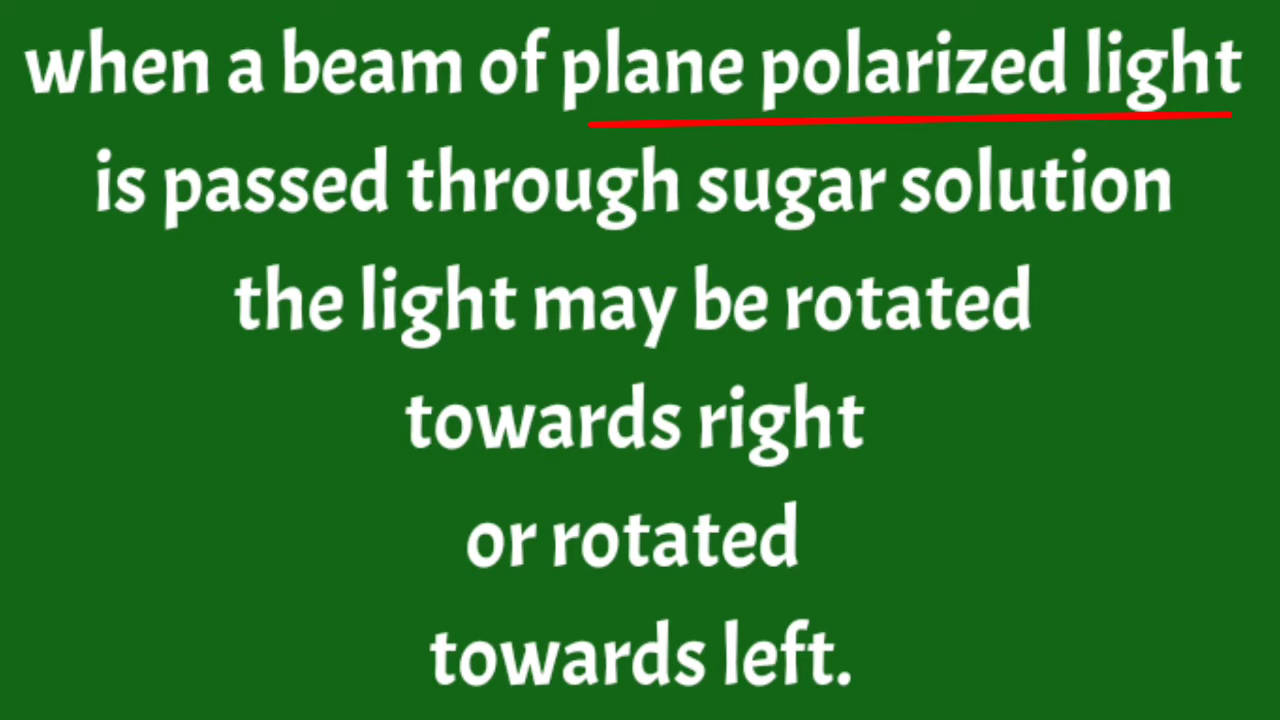 when a beam of plane polarized light
is passed through sugar solution
the light may be rotated
towards right
or rotated
towards left.